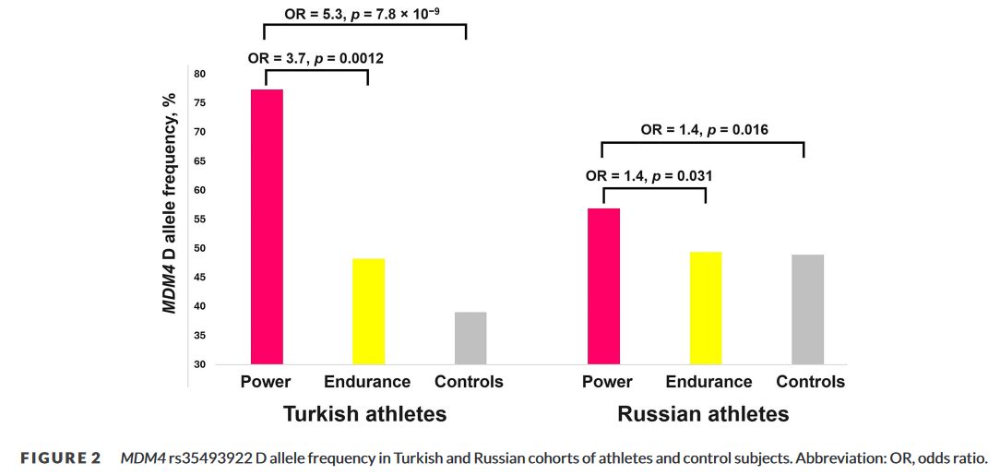 OR = 5.3, p = 7.8 × 10⁻⁹
OR = 3.7, p = 0.0012
OR = 1.4, p = 0.016
OR = 1.4, p = 0.031
MDM4 D allele frequency, %
80
75
70
65
60
55
50
45
40
35
30
Power Endurance Controls Power Endurance Controls
Turkish athletes Russian athletes
FIGURE 2 MDM4 rs35493922 D allele frequency in Turkish and Russian cohorts of athletes and control subjects. Abbreviation: OR, odds ratio.